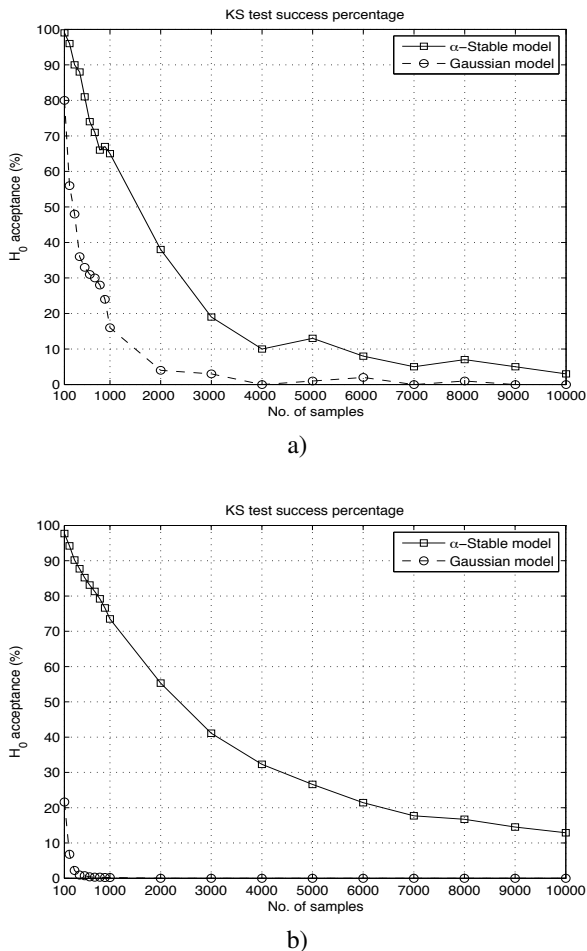 KS test success percentage
α−Stable model
Gaussian model
H0 acceptance (%)
100
90
80
70
60
50
40
30
20
10
0
100 1000 2000 3000 4000 5000 6000 7000 8000 9000 10000
No. of samples
a)
KS test success percentage
α−Stable model
Gaussian model
H0 acceptance (%)
100
90
80
70
60
50
40
30
20
10
0
100 1000 2000 3000 4000 5000 6000 7000 8000 9000 10000
No. of samples
b)